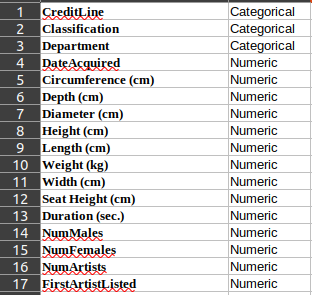 1 CreditLine Categorical
2 Classification Categorical
3 Department Categorical
4 DateAcquired Numeric
5 Circumference (cm) Numeric
6 Depth (cm) Numeric
7 Diameter (cm) Numeric
8 Height (cm) Numeric
9 Length (cm) Numeric
10 Weight (kg) Numeric
11 Width (cm) Numeric
12 Seat Height (cm) Numeric
13 Duration (sec.) Numeric
14 NumMales Numeric
15 NumFemales Numeric
16 NumArtists Numeric
17 FirstArtistListed Numeric